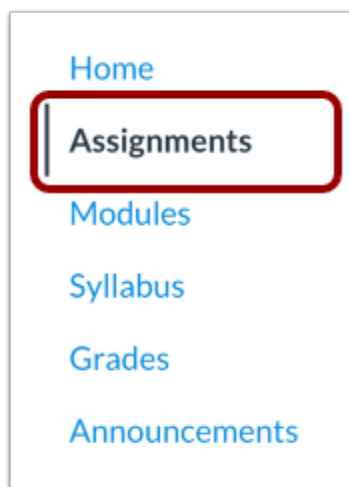 Home
Assignments
Modules
Syllabus
Grades
Announcements